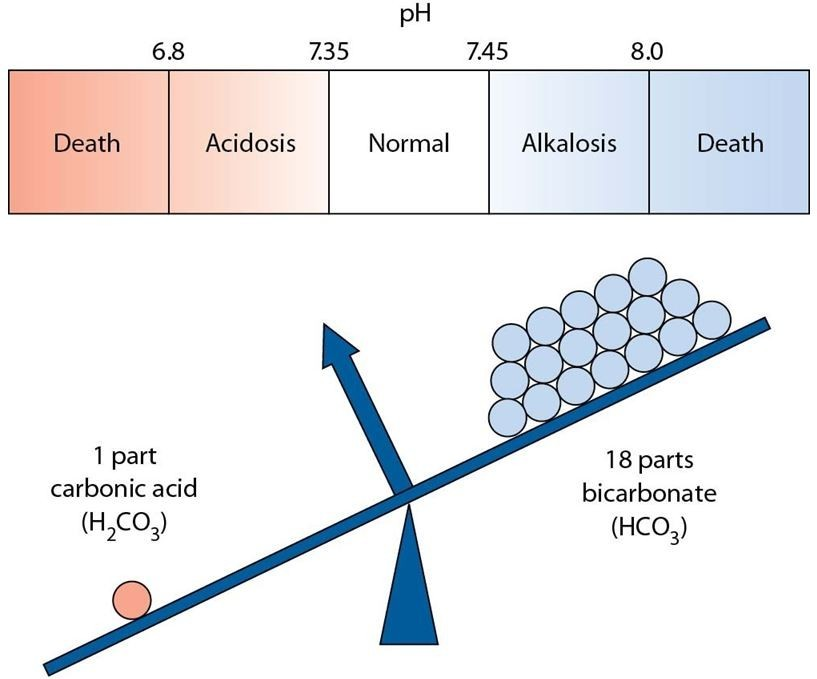 pH
6.8 7.35 7.45 8.0
Death Acidosis Normal Alkalosis Death
1 part
carbonic acid
(H₂CO₃)
18 parts
bicarbonate
(HCO₃)